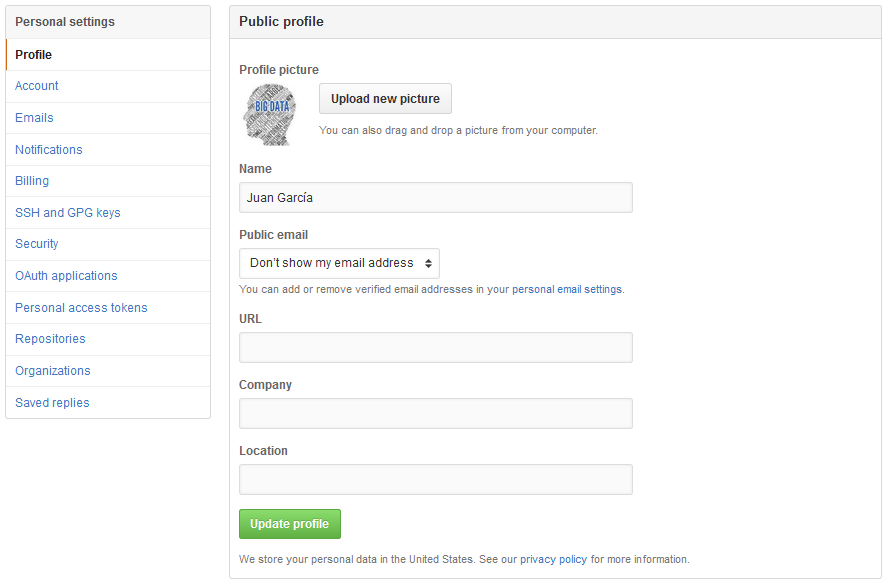 Personal settings
Profile
Account
Emails
Notifications
Billing
SSH and GPG keys
Security
OAuth applications
Personal access tokens
Repositories
Organizations
Saved replies
Public profile
Profile picture
BIG DATA
Upload new picture
You can also drag and drop a picture from your computer.
Name
Juan García
Public email
Don't show my email address
You can add or remove verified email addresses in your personal email settings.
URL
Company
Location
Update profile
We store your personal data in the United States. See our privacy policy for more information.